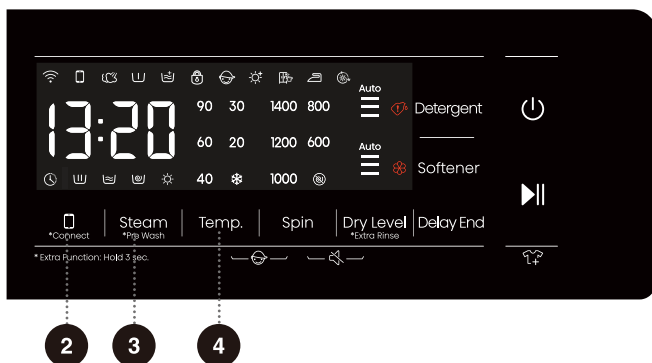 Auto
90 30 1400 800
Detergent
13:20
60 20 1200 600
Auto
Softener
40 1000
Steam Temp. Spin Dry Level Delay End
*Connect *Pre Wash *Extra Rinse
* Extra Function: Hold 3 sec.
2 3 4